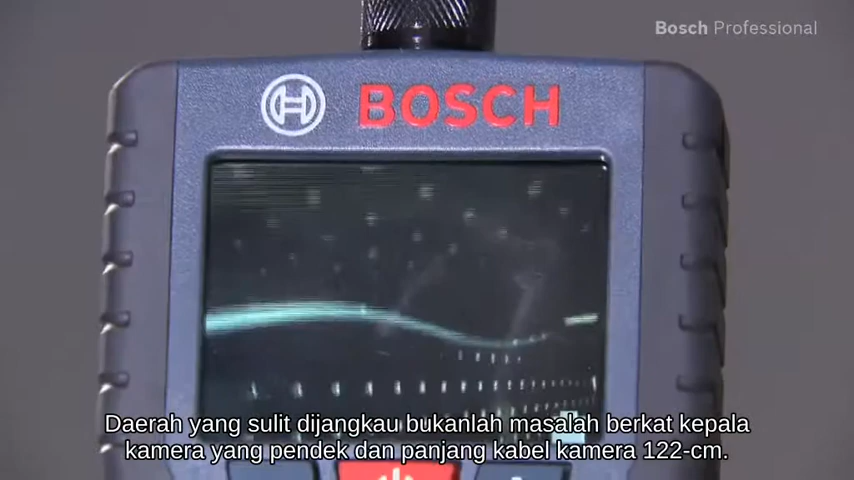 Bosch Professional
BOSCH
Daerah yang sulit dijangkau bukanlah masalah berkat kepala
kamera yang pendek dan panjang kabel kamera 122-cm.